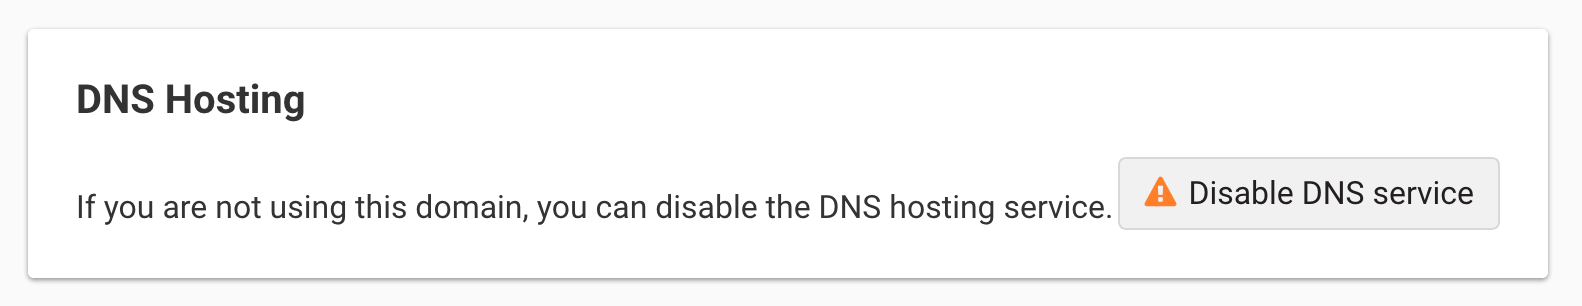 DNS Hosting
If you are not using this domain, you can disable the DNS hosting service. Disable DNS service